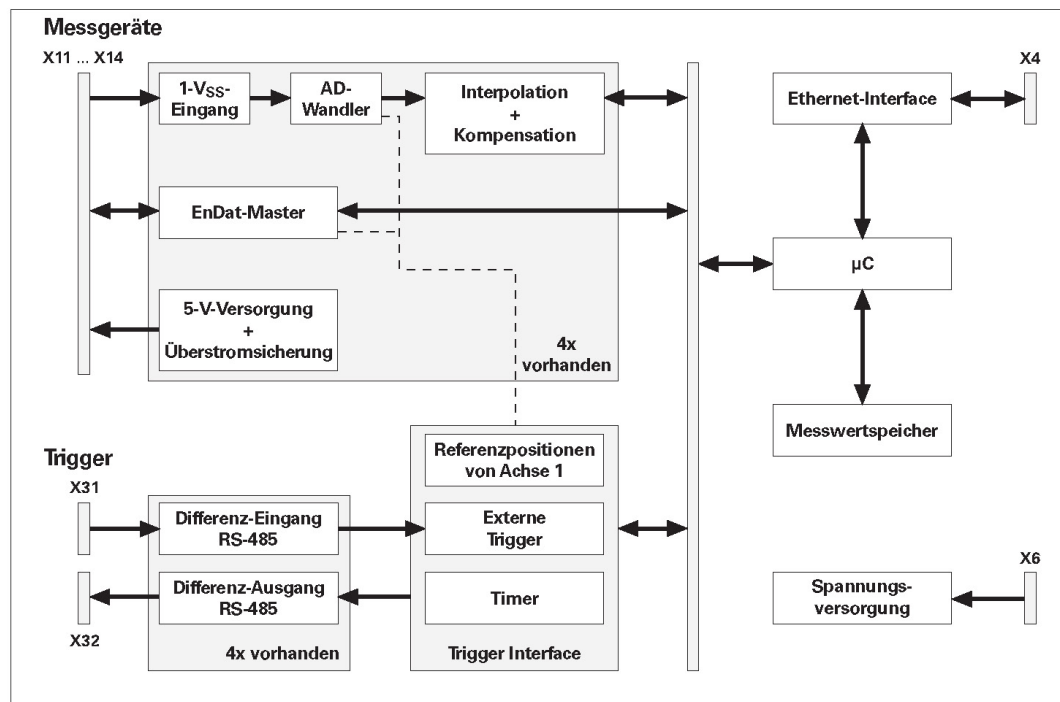 Messgeräte
X11 ... X14
1-VSS-
Eingang
AD-
Wandler
Interpolation
+
Kompensation
EnDat-Master
5-V-Versorgung
+
Überstromsicherung
4x
vorhanden
X4
Ethernet-Interface
µC
Messwertspeicher
Trigger
X31
Differenz-Eingang
RS-485
Differenz-Ausgang
RS-485
X32
4x vorhanden
Referenzpositionen
von Achse 1
Externe
Trigger
Timer
Trigger Interface
X6
Spannungs-
versorgung